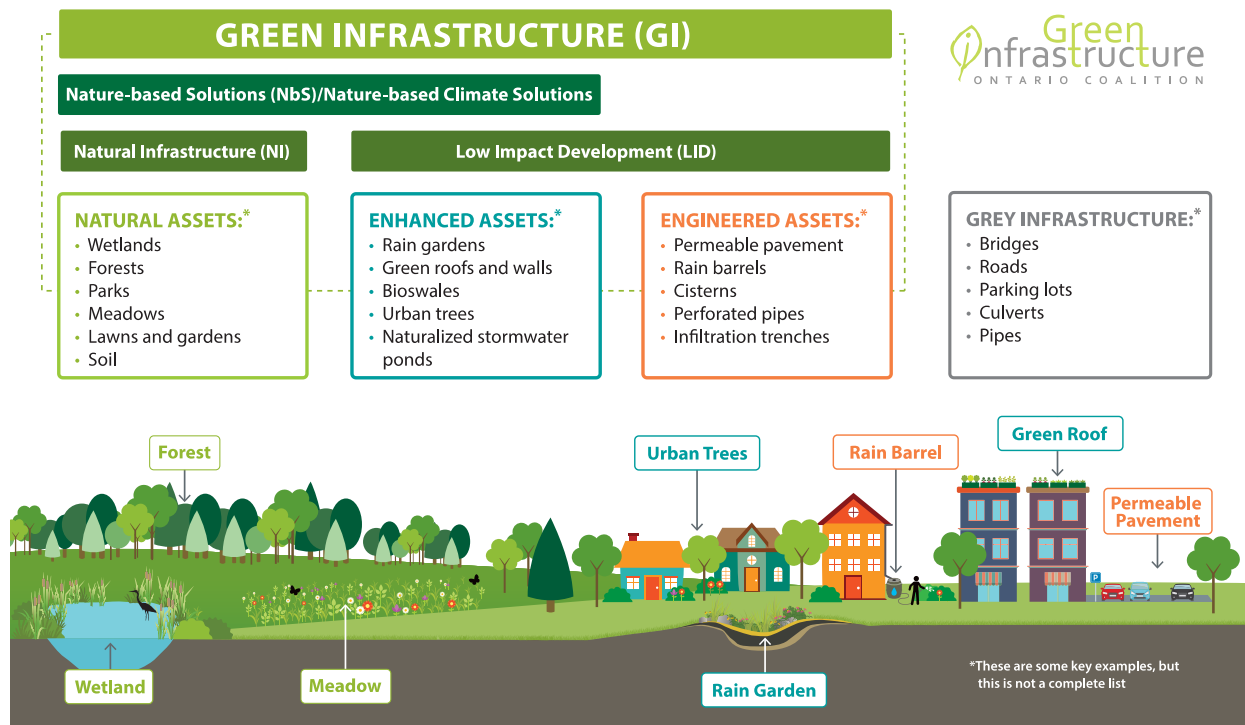 GREEN INFRASTRUCTURE (GI)
Green
Infrastructure
ONTARIO COALITION
Nature-based Solutions (NbS)/Nature-based Climate Solutions
Natural Infrastructure (NI)
Low Impact Development (LID)
NATURAL ASSETS:*
• Wetlands
• Forests
• Parks
• Meadows
• Lawns and gardens
• Soil
ENHANCED ASSETS:*
• Rain gardens
• Green roofs and walls
• Bioswales
• Urban trees
• Naturalized stormwater
ponds
ENGINEERED ASSETS:*
• Permeable pavement
• Rain barrels
• Cisterns
• Perforated pipes
• Infiltration trenches
GREY INFRASTRUCTURE:*
• Bridges
• Roads
• Parking lots
• Culverts
• Pipes
Forest
Urban Trees
Rain Barrel
Green Roof
Permeable
Pavement
P
Wetland
Meadow
Rain Garden
*These are some key examples, but
this is not a complete list